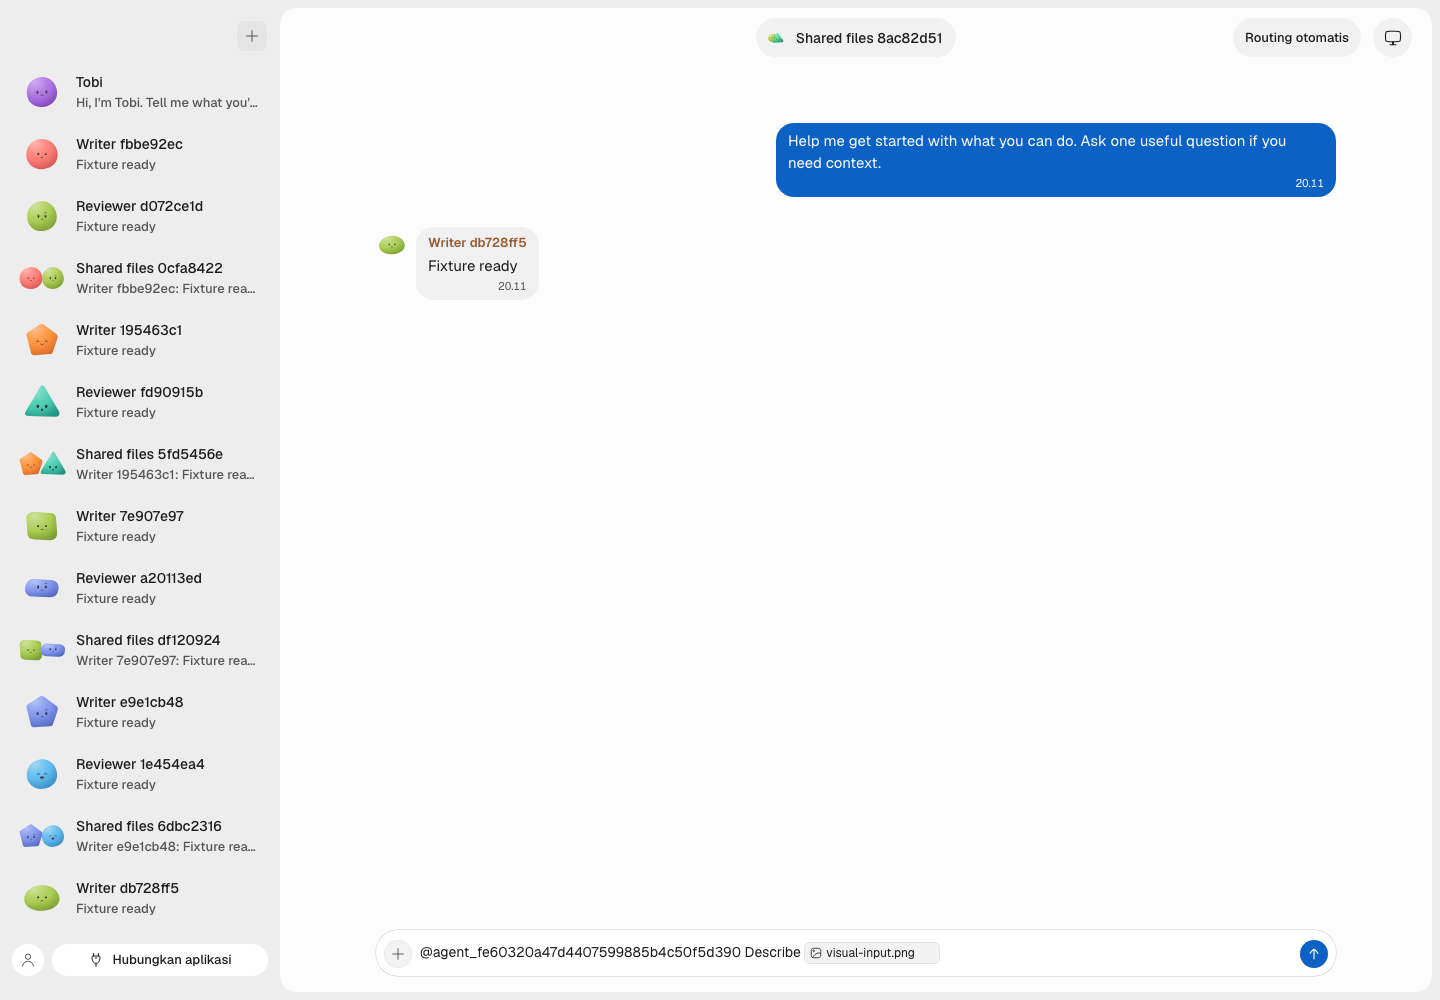 Tobi
Hi, I'm Tobi. Tell me what you'...
Writer fbbe92ec
Fixture ready
Reviewer d072ce1d
Fixture ready
Shared files 0cfa8422
Writer fbbe92ec: Fixture rea...
Writer 195463c1
Fixture ready
Reviewer fd90915b
Fixture ready
Shared files 5fd5456e
Writer 195463c1: Fixture rea...
Writer 7e907e97
Fixture ready
Reviewer a20113ed
Fixture ready
Shared files df120924
Writer 7e907e97: Fixture rea...
Writer e9e1cb48
Fixture ready
Reviewer 1e454ea4
Fixture ready
Shared files 6dbc2316
Writer e9e1cb48: Fixture rea...
Writer db728ff5
Fixture ready
Hubungkan aplikasi
Shared files 8ac82d51
Routing otomatis
Help me get started with what you can do. Ask one useful question if you
need context.
20.11
Writer db728ff5
Fixture ready
20.11
@agent_fe60320a47d4407599885b4c50f5d390 Describe visual-input.png